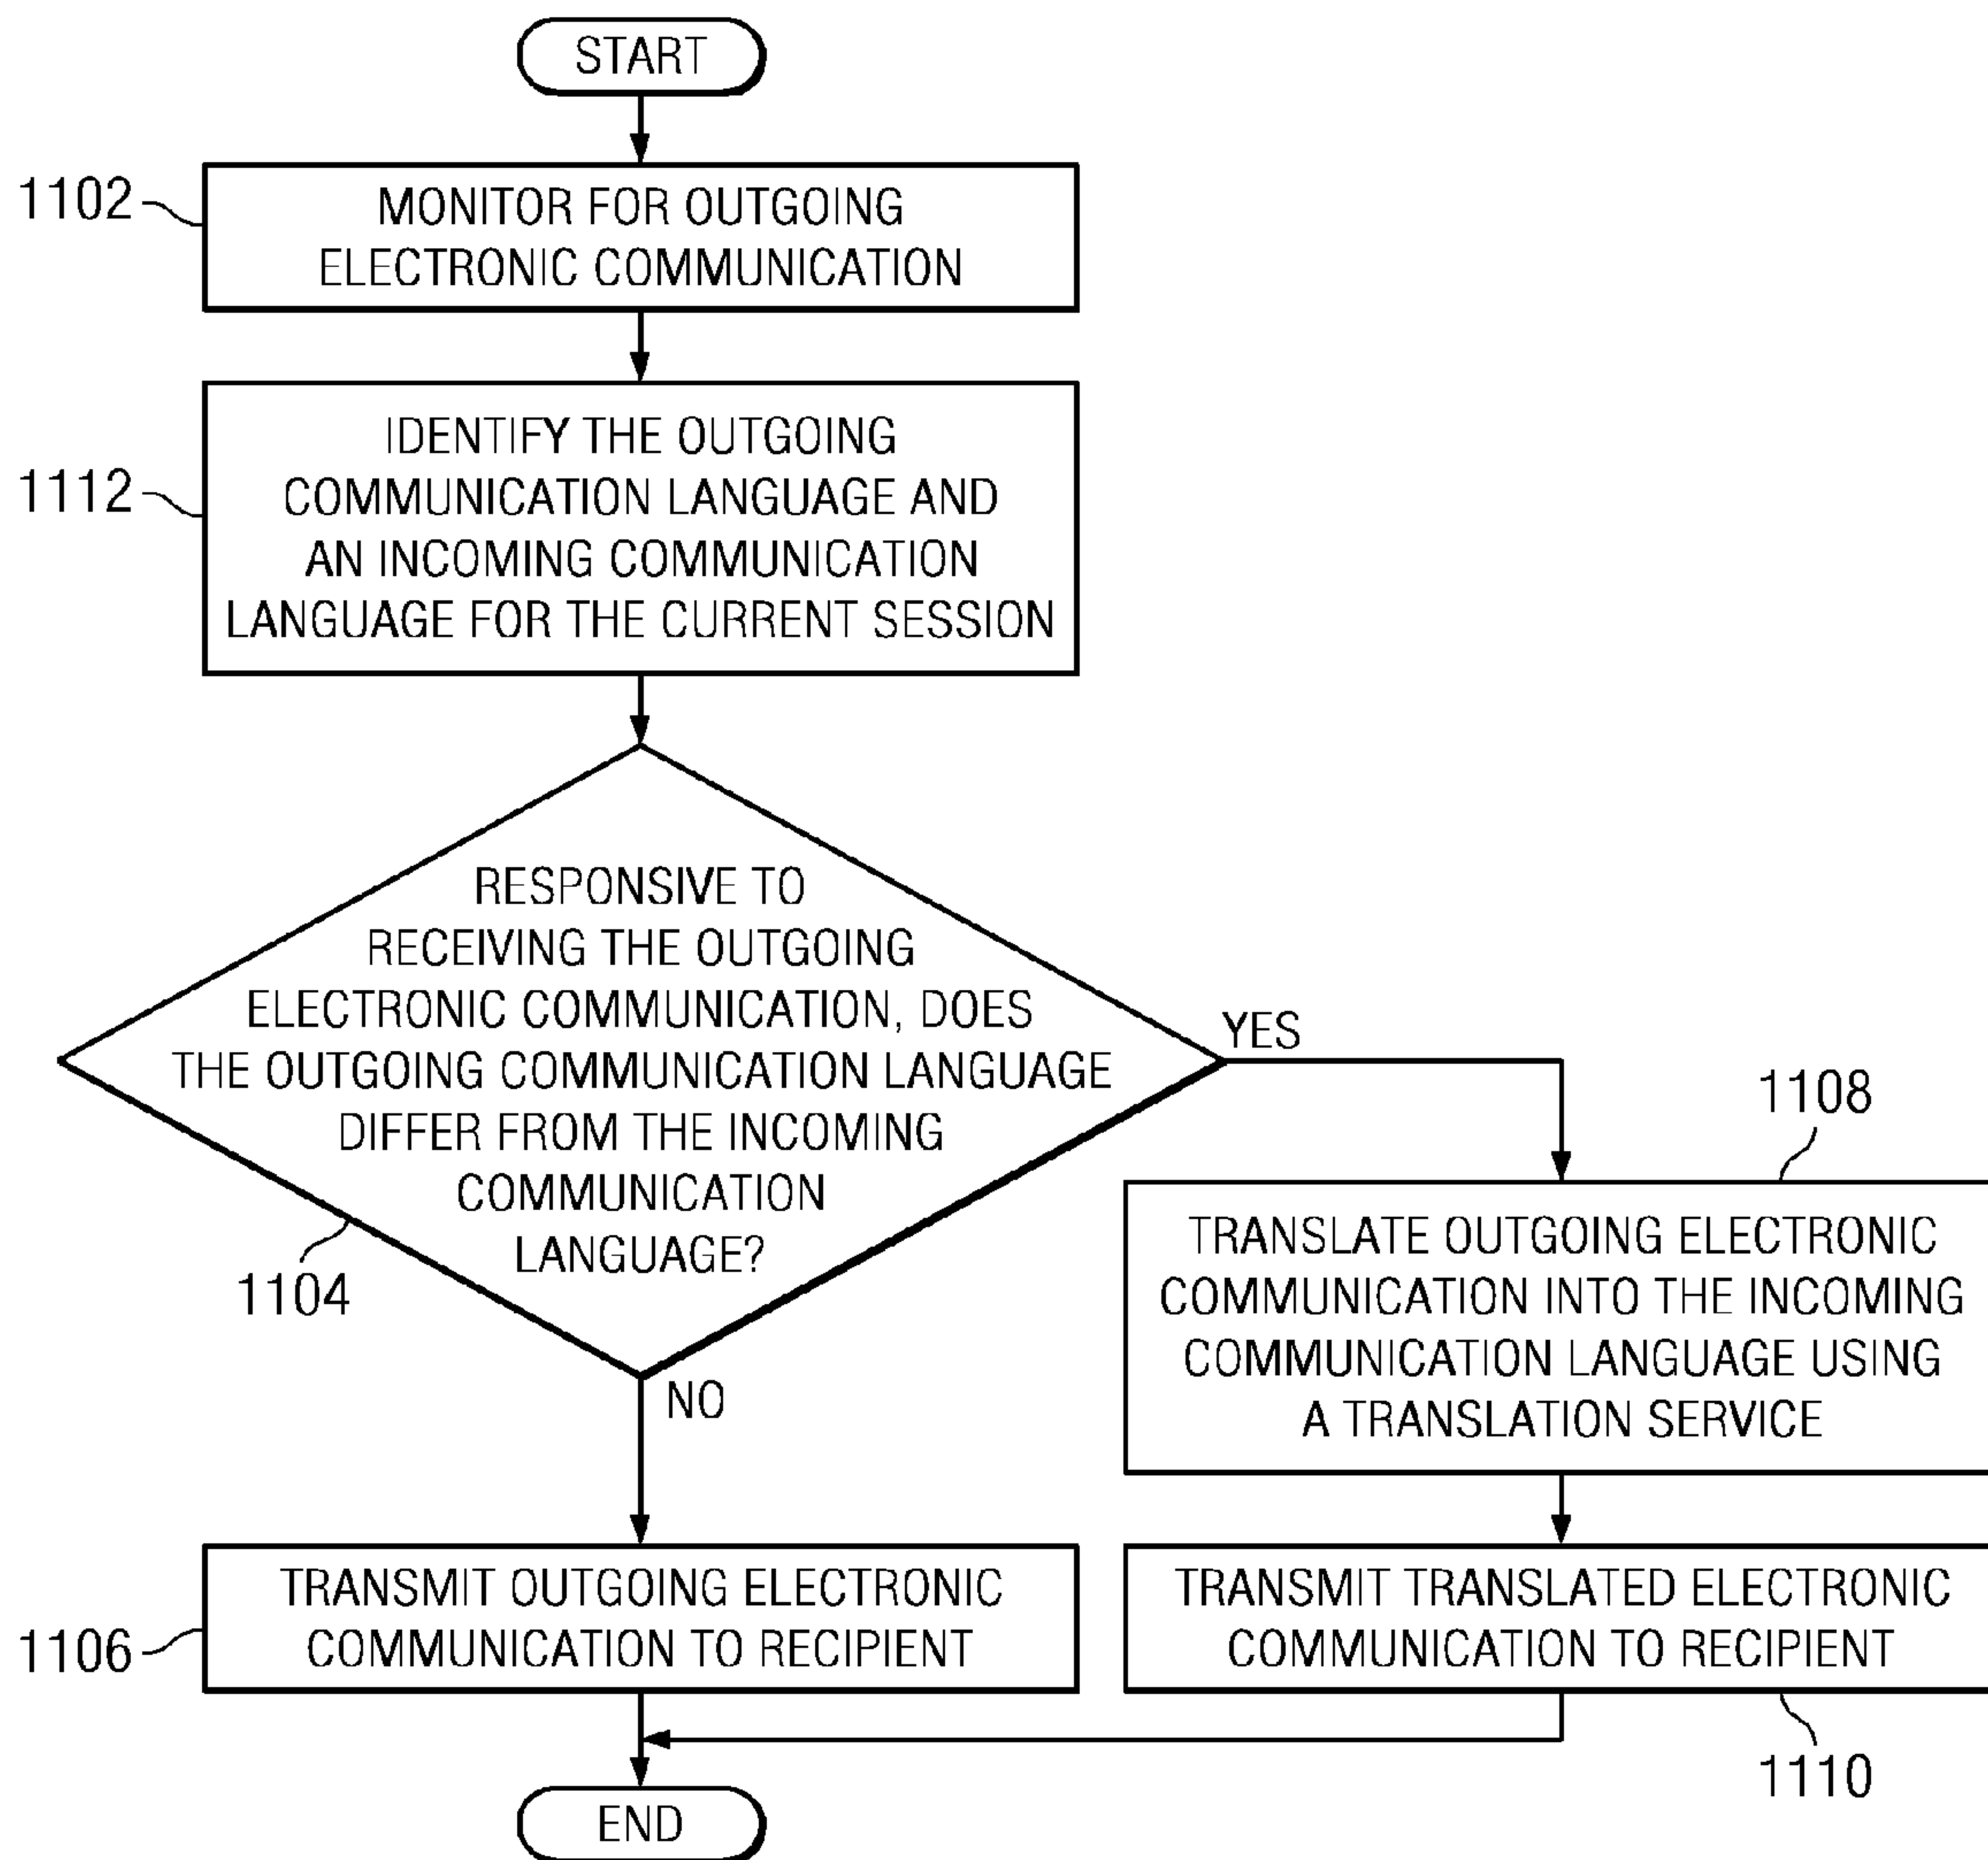 START
1102
MONITOR FOR OUTGOING
ELECTRONIC COMMUNICATION
1112
IDENTIFY THE OUTGOING
COMMUNICATION LANGUAGE AND
AN INCOMING COMMUNICATION
LANGUAGE FOR THE CURRENT SESSION
RESPONSIVE TO
RECEIVING THE OUTGOING
ELECTRONIC COMMUNICATION, DOES
THE OUTGOING COMMUNICATION LANGUAGE
DIFFER FROM THE INCOMING
COMMUNICATION
LANGUAGE?
1104
YES
NO
1108
TRANSLATE OUTGOING ELECTRONIC
COMMUNICATION INTO THE INCOMING
COMMUNICATION LANGUAGE USING
A TRANSLATION SERVICE
1106
TRANSMIT OUTGOING ELECTRONIC
COMMUNICATION TO RECIPIENT
TRANSMIT TRANSLATED ELECTRONIC
COMMUNICATION TO RECIPIENT
1110
END